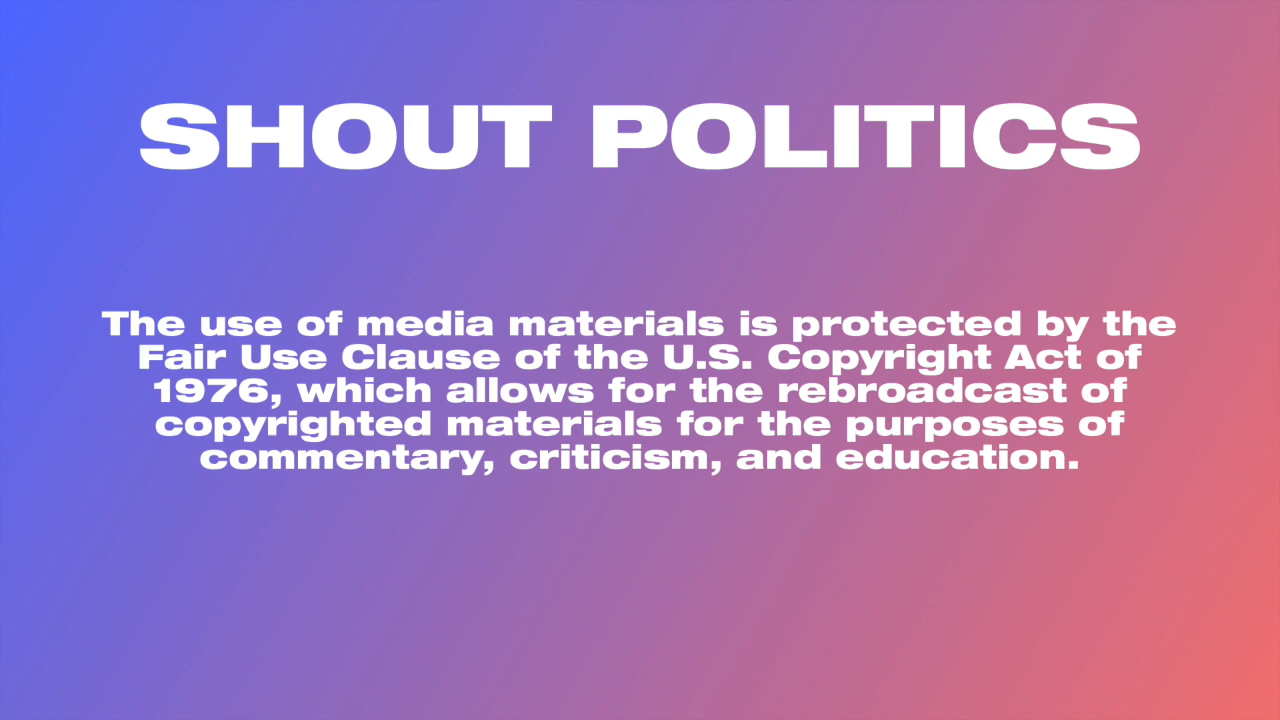 SHOUT POLITICS
The use of media materials is protected by the
Fair Use Clause of the U.S. Copyright Act of
1976, which allows for the rebroadcast of
copyrighted materials for the purposes of
commentary, criticism, and education.